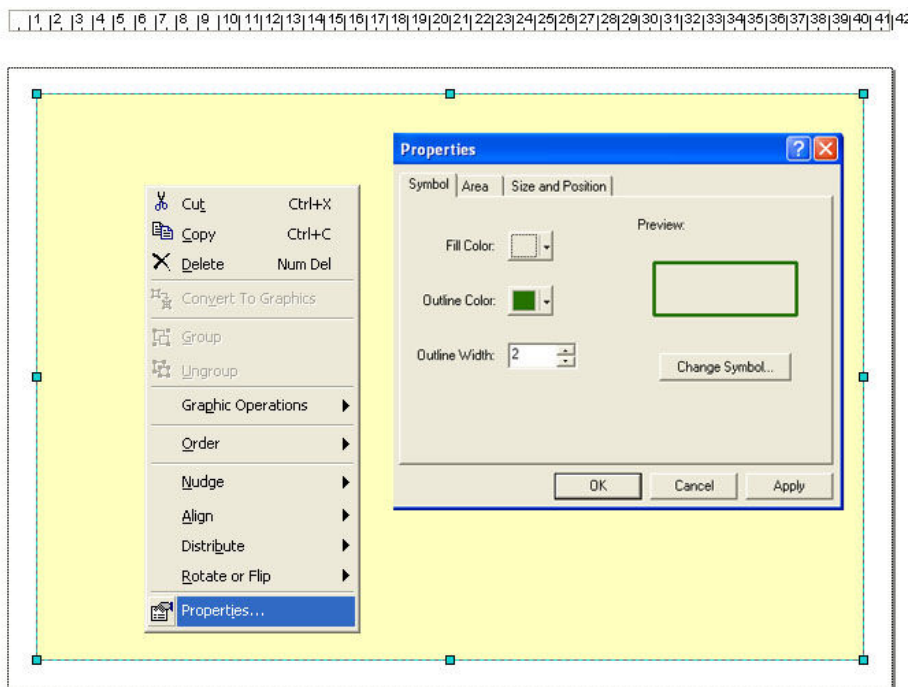 1 2 3 4 5 6 7 8 9 10 11 12 13 14 15 16 17 18 19 20 21 22 23 24 25 26 27 28 29 30 31 32 33 34 35 36 37 38 39 40 41 42
Properties
Symbol Area Size and Position
Cut Ctrl+X
Copy Ctrl+C
Delete Num Del
Convert To Graphics
Group
Ungroup
Graphic Operations
Order
Nudge
Align
Distribute
Rotate or Flip
Properties...
Fill Color:
Outline Color:
Outline Width: 2
Preview:
Change Symbol...
OK Cancel Apply